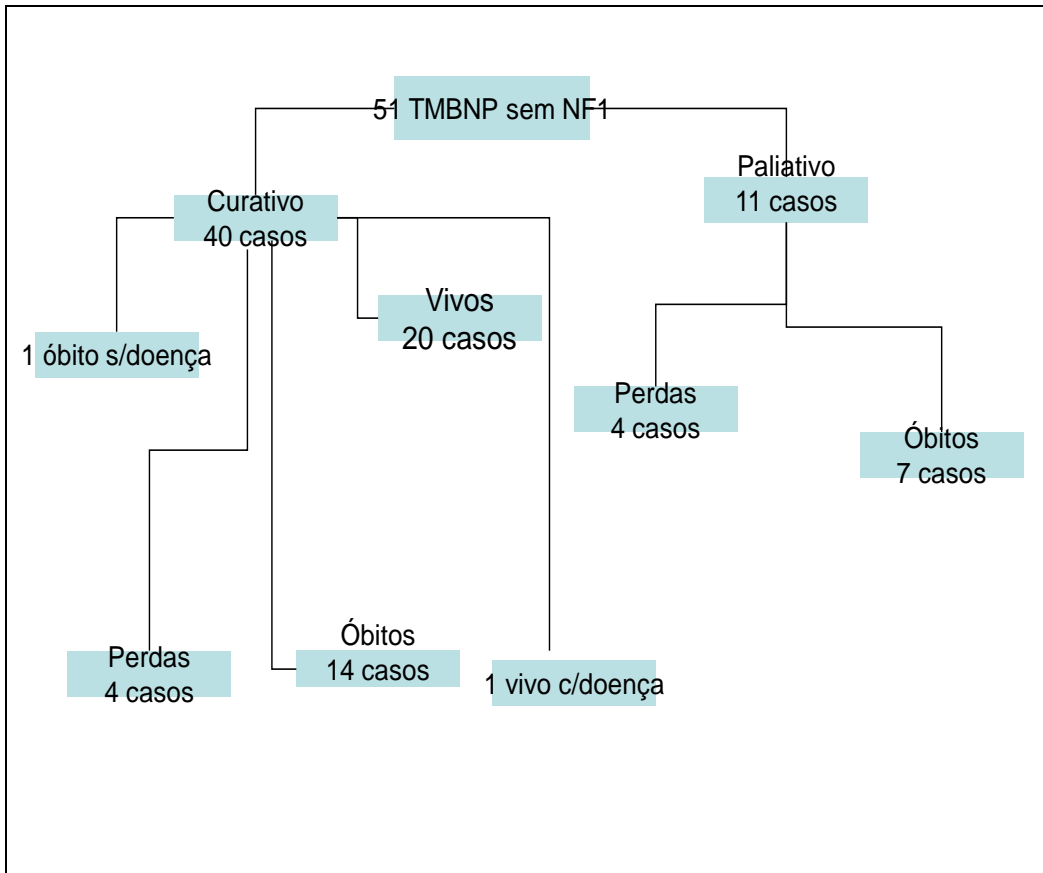 51 TMBNP sem NF1
Paliativo
11 casos
Curativo
40 casos
Vivos
20 casos
1 óbito s/doença
Perdas
4 casos
Óbitos
7 casos
Óbitos
14 casos
Perdas
4 casos
1 vivo c/doença